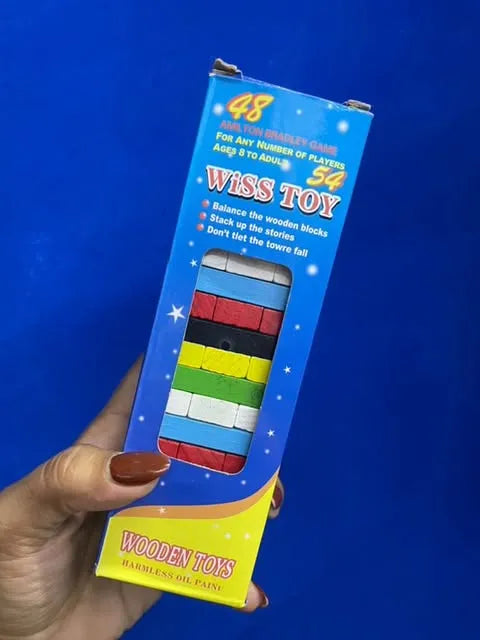 48
AMILTON BRADLEY GAME
FOR ANY NUMBER OF PLAYERS
AGES 8 TO ADULT
54
WiSS TOY
Balance the wooden blocks
Stack up the stories
Don't tlet the towre fall
WOODEN TOYS
HARMLESS OIL PAINT